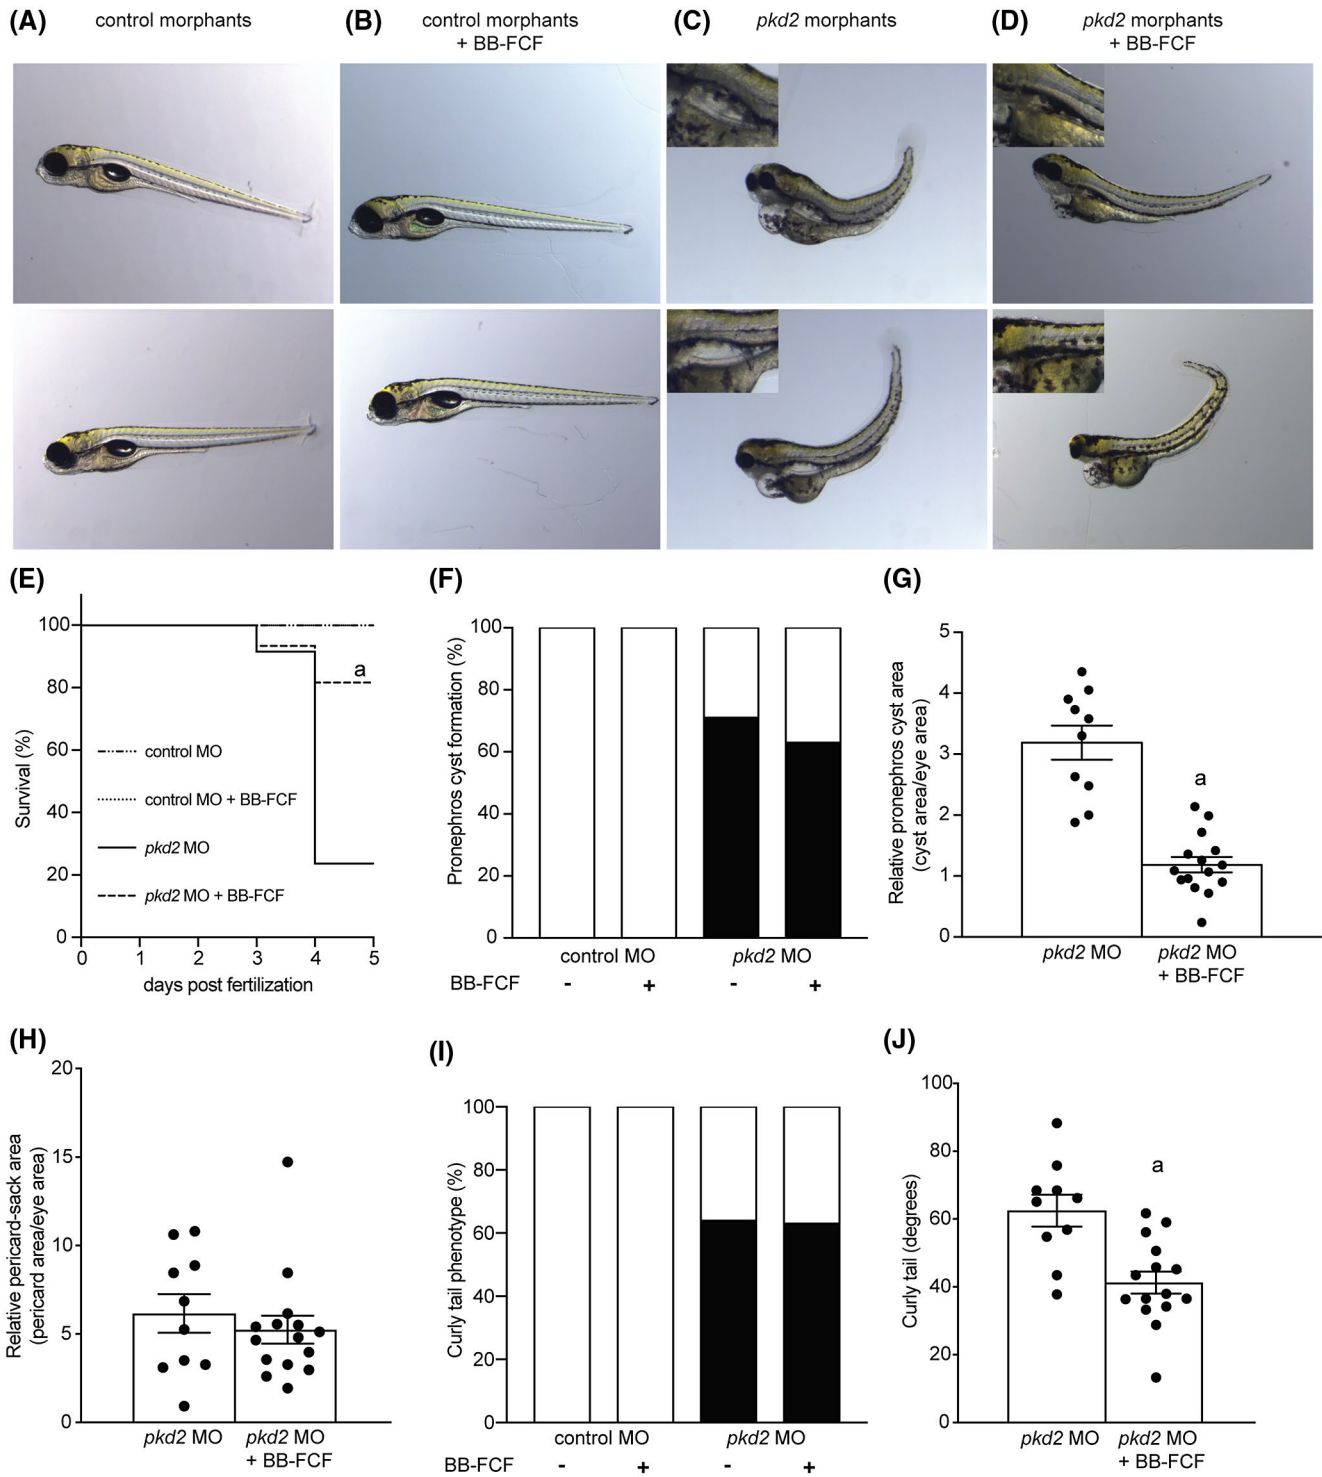 (A) control morphants
(B) control morphants
+ BB-FCF
(C) pkd2 morphants
(D) pkd2 morphants
+ BB-FCF
(E)
Survival (%)
100
80
60
40
20
0
a
control MO
control MO + BB-FCF
pkd2 MO
pkd2 MO + BB-FCF
0 1 2 3 4 5
days post fertilization
(F)
Pronephros cyst formation (%)
100
80
60
40
20
0
control MO pkd2 MO
BB-FCF - + - +
(G)
Relative pronephros cyst area
(cyst area/eye area)
5
4
3
2
1
0
a
pkd2 MO pkd2 MO
+ BB-FCF
(H)
Relative pericard-sack area
(pericard area/eye area)
20
15
10
5
0
pkd2 MO pkd2 MO
+ BB-FCF
(I)
Curly tail phenotype (%)
100
80
60
40
20
0
control MO pkd2 MO
BB-FCF - + - +
(J)
Curly tail (degrees)
100
80
60
40
20
0
a
pkd2 MO pkd2 MO
+ BB-FCF